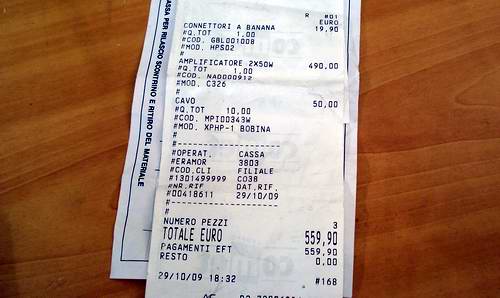 R #01
EURO
CONNETTORI A BANANA 19,90
#Q.TOT 1,00
#COD. GBL001008
#MOD. HPS02
#
AMPLIFICATORE 2X50W 490,00
#Q.TOT 1,00
#COD. NAD000912
#MOD. C326
#
CAVO 50,00
#Q.TOT 10,00
#COD. MPI00343W
#MOD. XPHP-1 BOBINA
#
#--------------------
#OPERAT. CASSA
#ERAMOR 3803
#COD.CLI FILIALE
#1301499999 CO38
#NR.RIF DAT.RIF.
#00418611 29/10/09
#--------------------
#
NUMERO PEZZI 3
TOTALE EURO 559,90
PAGAMENTI EFT 559,90
RESTO 0,00
29/10/09 18:32 #168
CASSA PER RILASCIO SCONTRINO E RITIRO DEL MATERIALE